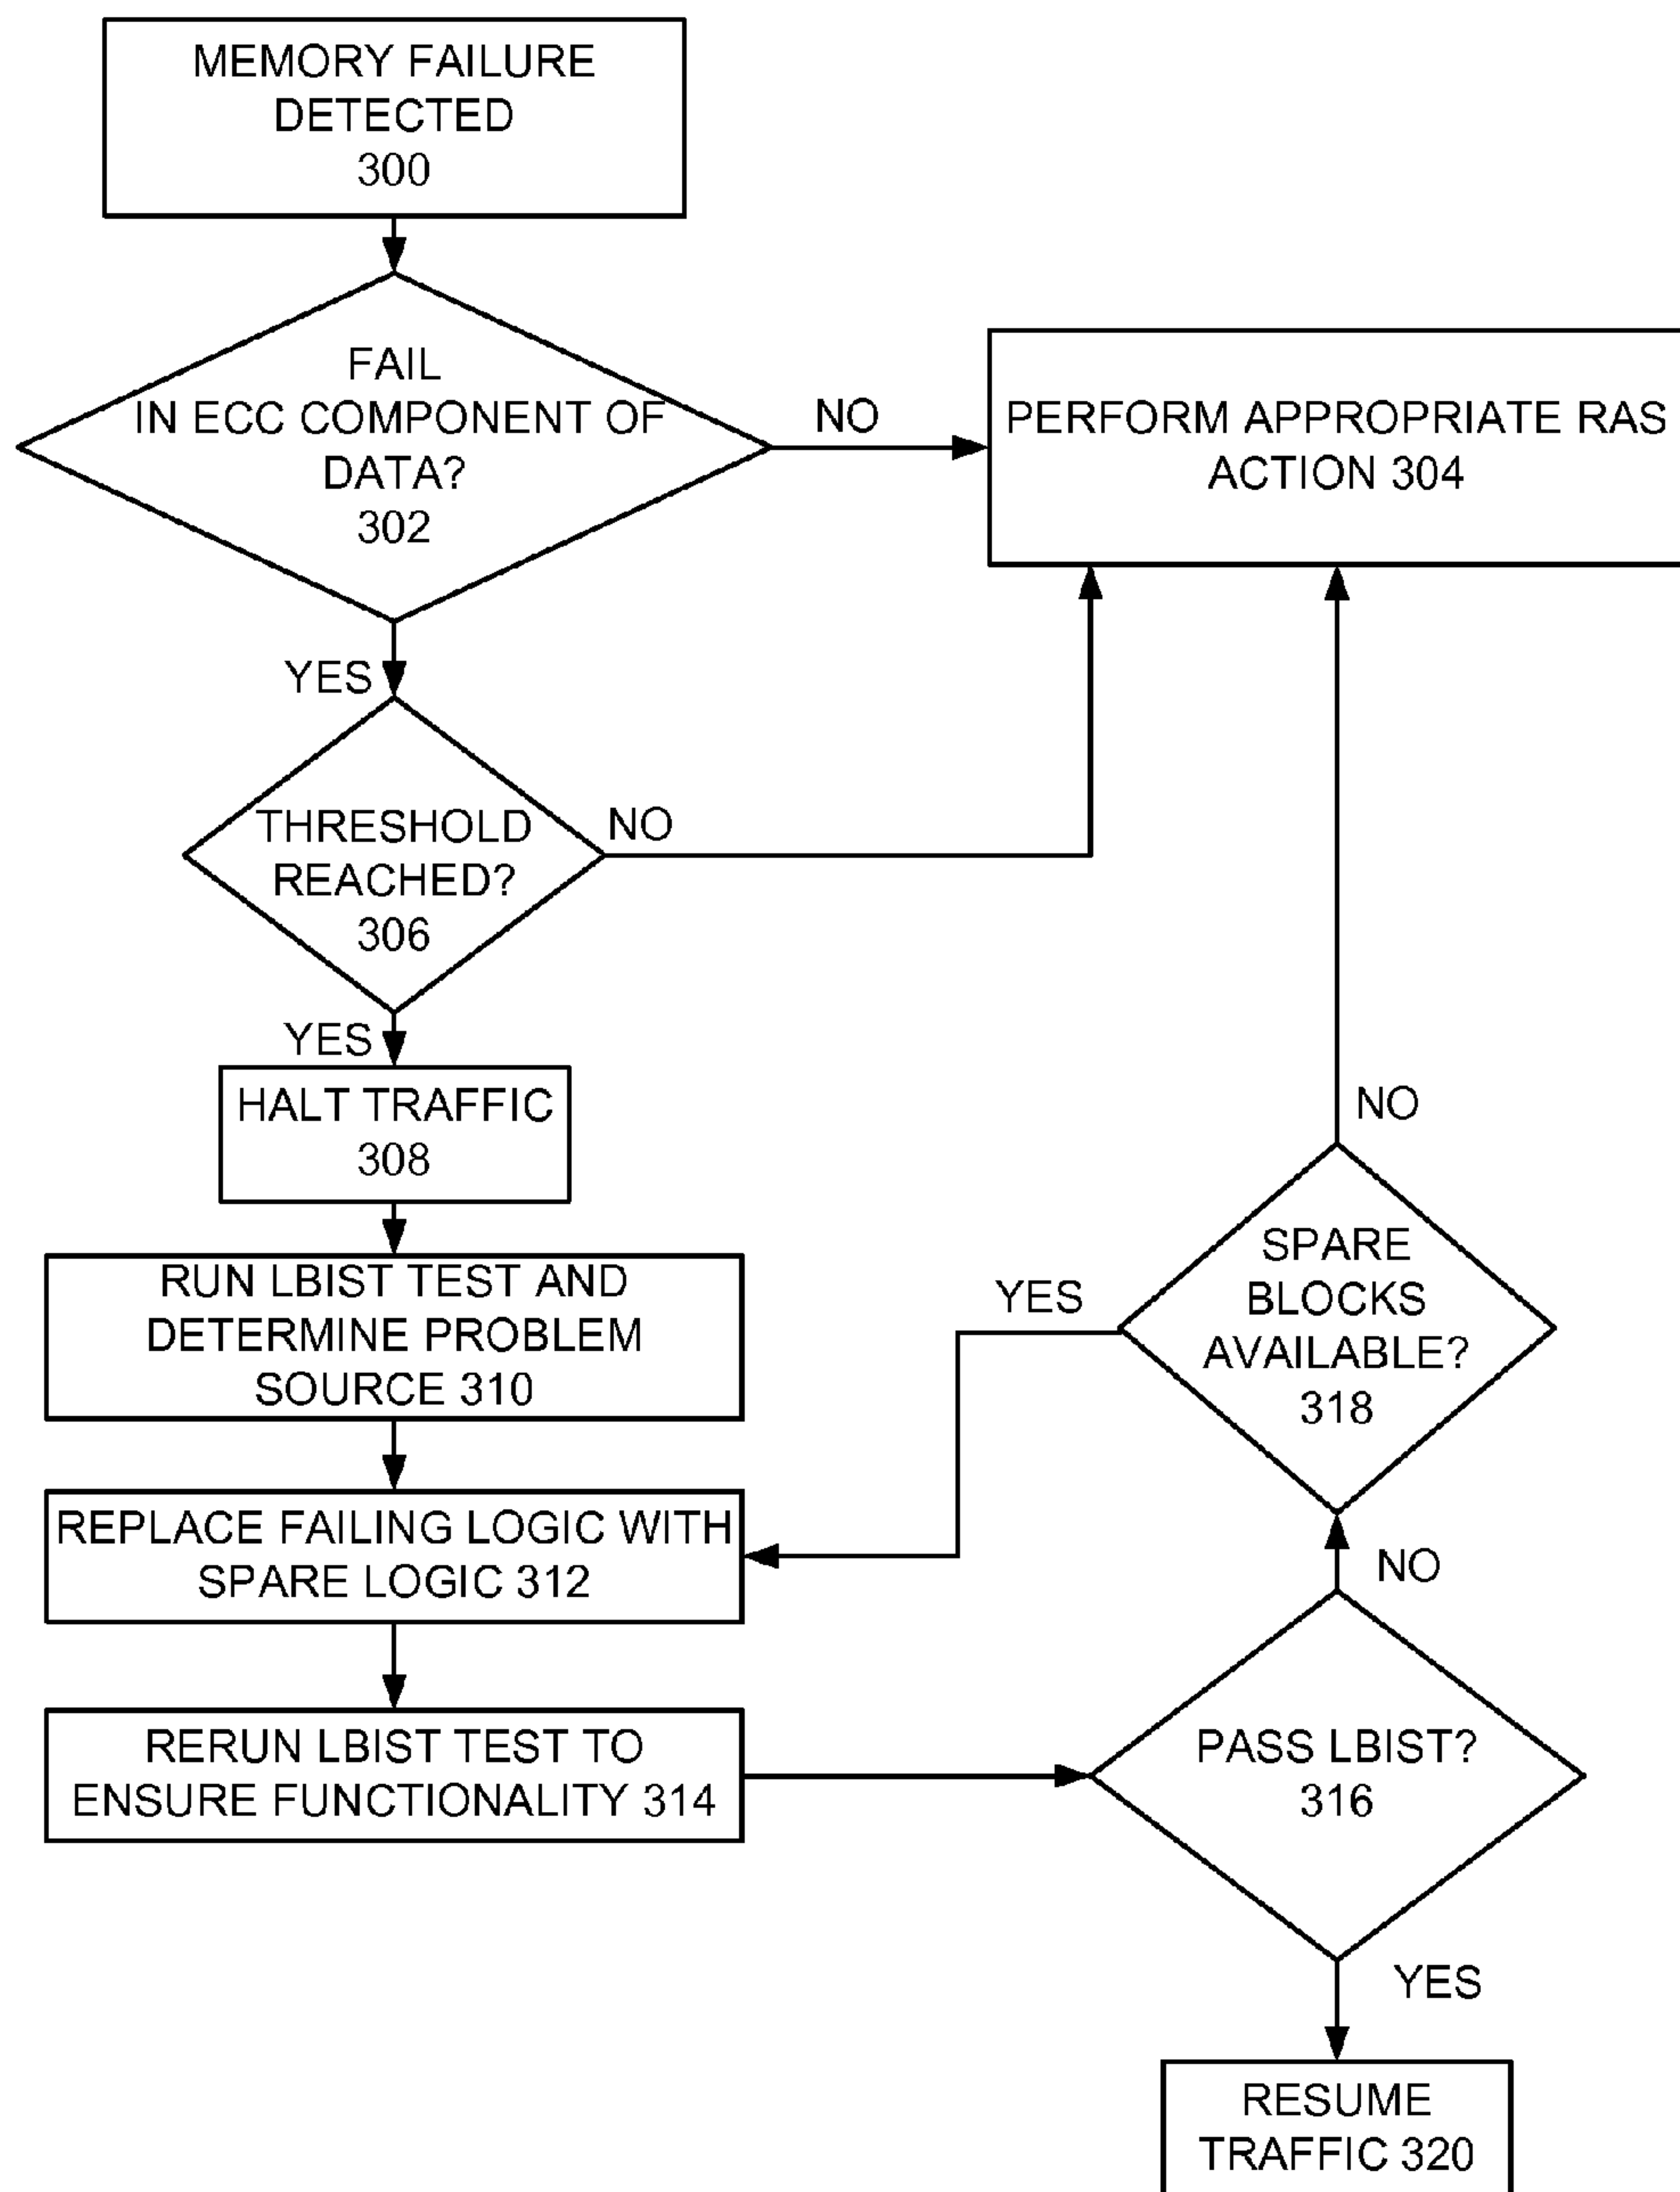 MEMORY FAILURE
DETECTED
300
FAIL
IN ECC COMPONENT OF
DATA?
302
NO
PERFORM APPROPRIATE RAS
ACTION 304
YES
THRESHOLD
REACHED?
306
NO
YES
HALT TRAFFIC
308
RUN LBIST TEST AND
DETERMINE PROBLEM
SOURCE 310
REPLACE FAILING LOGIC WITH
SPARE LOGIC 312
RERUN LBIST TEST TO
ENSURE FUNCTIONALITY 314
NO
SPARE
BLOCKS
AVAILABLE?
318
YES
NO
PASS LBIST?
316
YES
RESUME
TRAFFIC 320